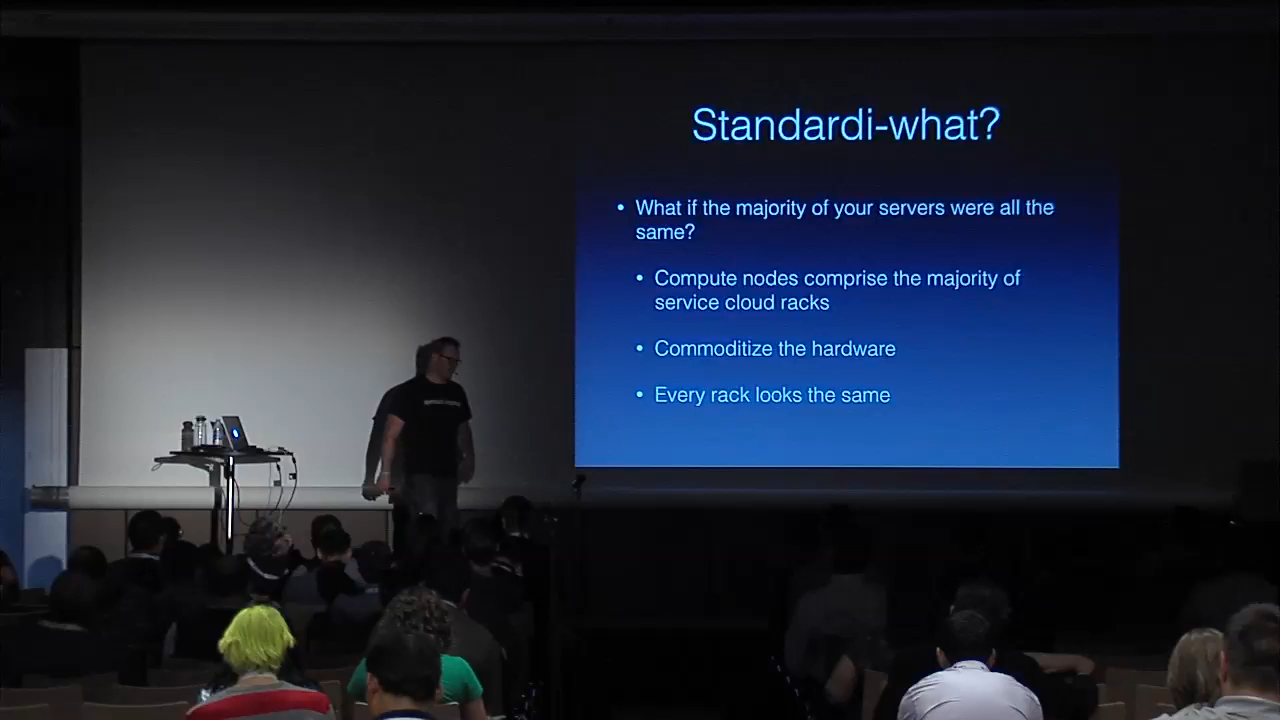 Standardi-what?
• What if the majority of your servers were all the
same?
• Compute nodes comprise the majority of
service cloud racks
• Commoditize the hardware
• Every rack looks the same